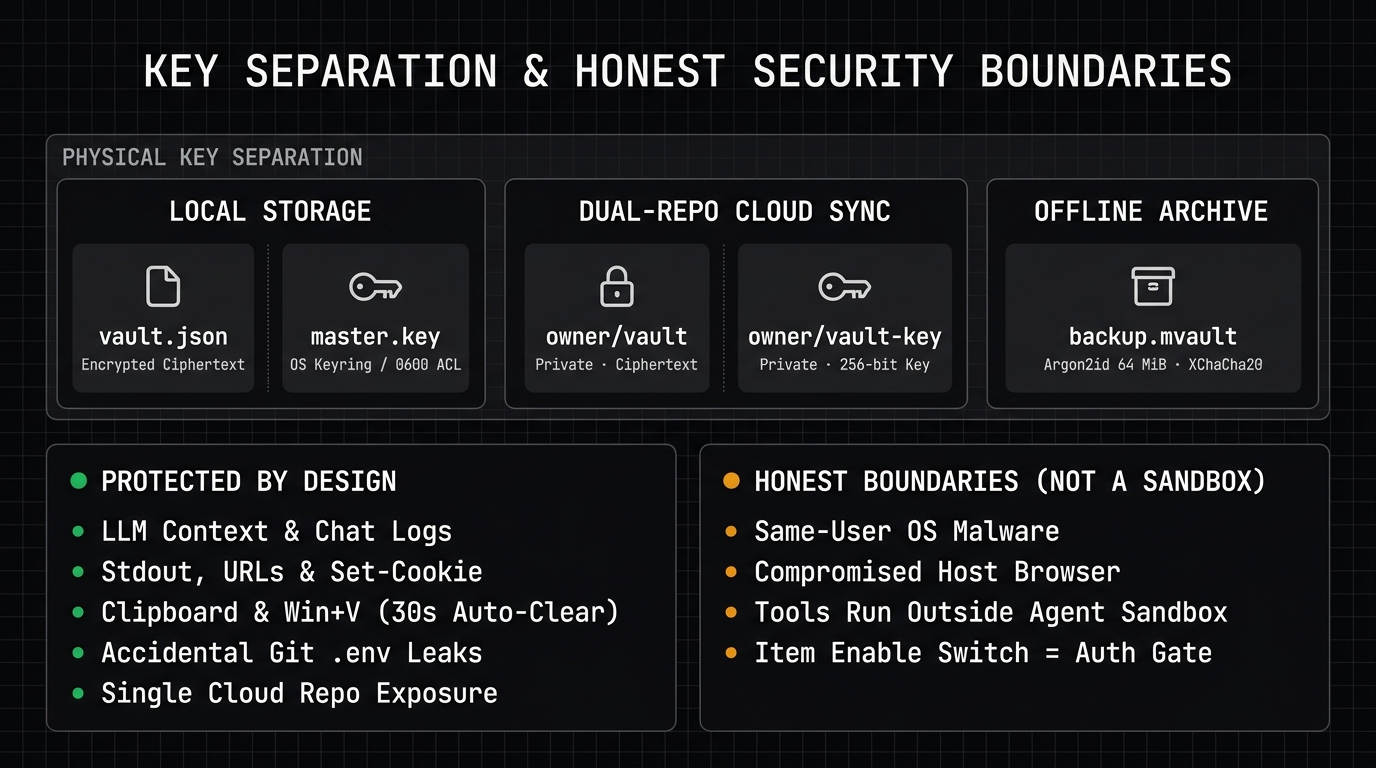 KEY SEPARATION & HONEST SECURITY BOUNDARIES
PHYSICAL KEY SEPARATION
LOCAL STORAGE
vault.json
Encrypted Ciphertext
master.key
OS Keyring / 0600 ACL
DUAL-REPO CLOUD SYNC
owner/vault
Private · Ciphertext
owner/vault-key
Private · 256-bit Key
OFFLINE ARCHIVE
backup.mvault
Argon2id 64 MiB · XChaCha20
PROTECTED BY DESIGN
LLM Context & Chat Logs
Stdout, URLs & Set-Cookie
Clipboard & Win+V (30s Auto-Clear)
Accidental Git .env Leaks
Single Cloud Repo Exposure
HONEST BOUNDARIES (NOT A SANDBOX)
Same-User OS Malware
Compromised Host Browser
Tools Run Outside Agent Sandbox
Item Enable Switch = Auth Gate